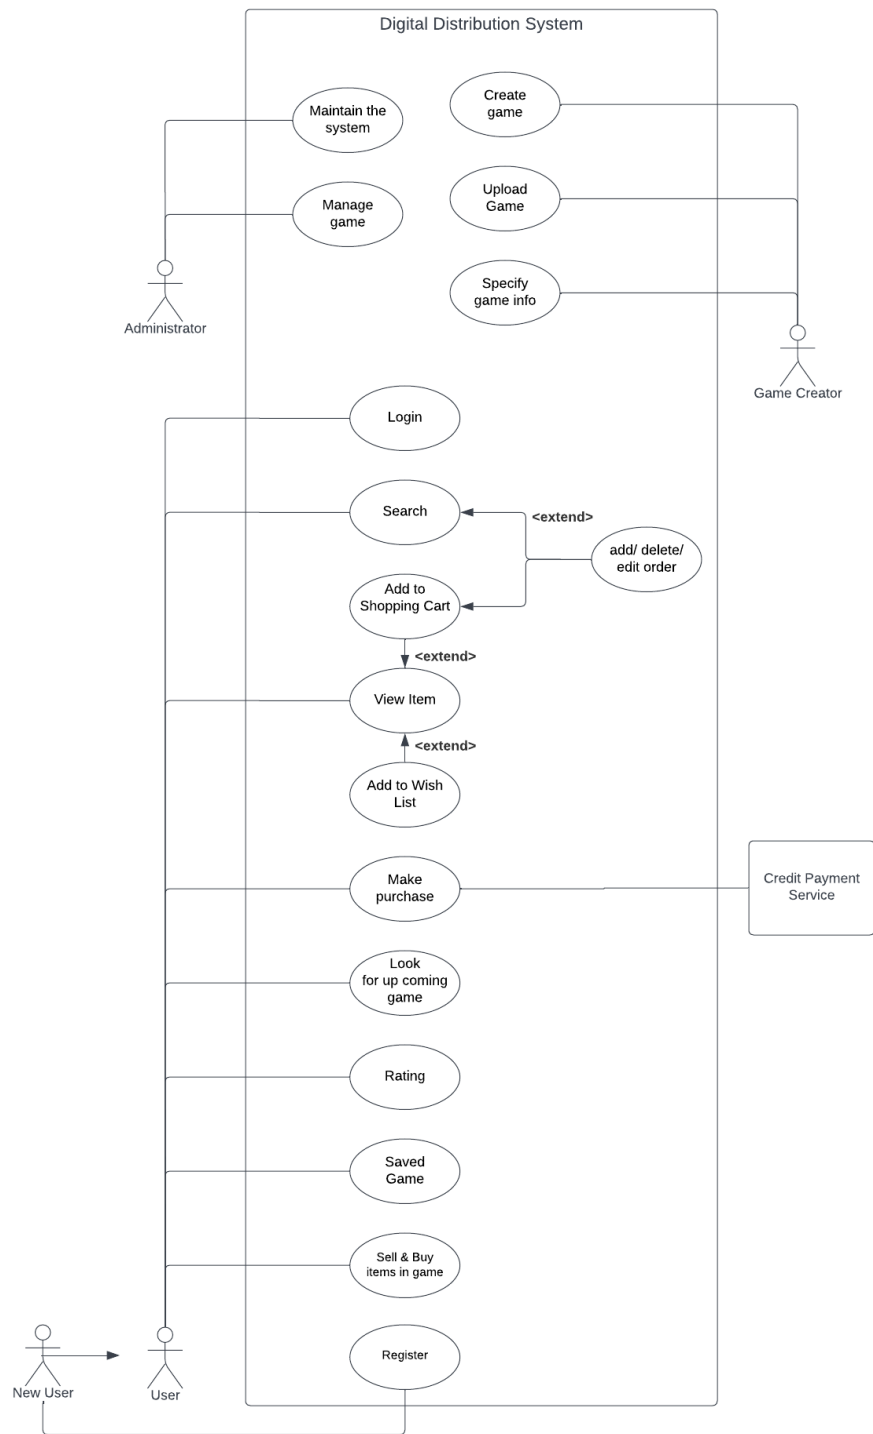 Digital Distribution System
Maintain the
system
Create
game
Manage
game
Upload
Game
Specify
game info
Administrator
Game Creator
Login
Search
<extend>
add/ delete/
edit order
Add to
Shopping Cart
<extend>
View Item
<extend>
Add to Wish
List
Make
purchase
Credit Payment
Service
Look
for up coming
game
Rating
Saved
Game
Sell & Buy
items in game
Register
New User
User